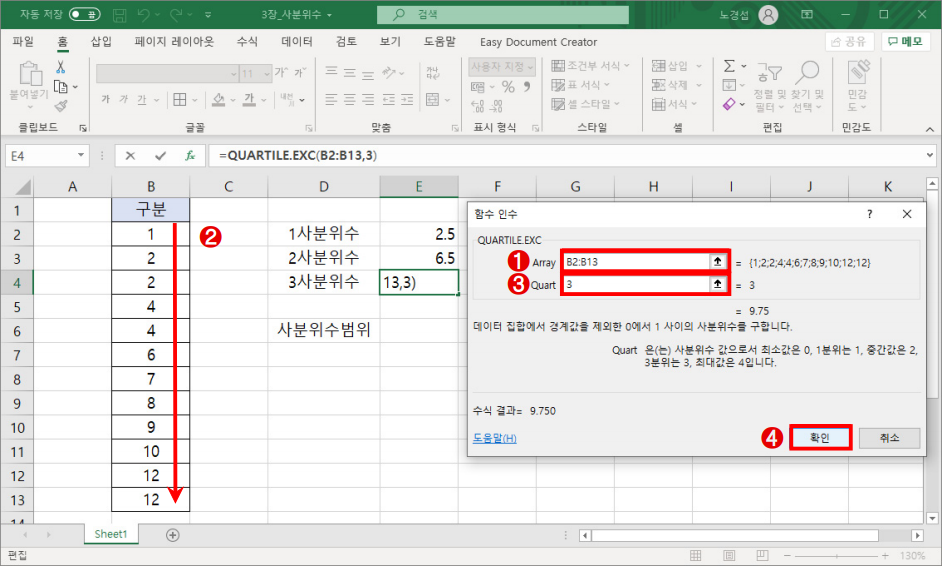 자동 저장 끔 3장_사분위수 검색 노경섭
파일 홈 삽입 페이지 레이아웃 수식 데이터 검토 보기 도움말 Easy Document Creator 공유 메모
붙여넣기
클립보드
11 가 가
가 가 가 가
글꼴
맞춤
사용자 지정
% 9
표시 형식
조건부 서식
표 서식
셀 스타일
스타일
삽입
삭제
서식
셀
정렬 및 필터
찾기 및 선택
편집
민감도
민감도
E4 fx =QUARTILE.EXC(B2:B13,3)
A B C D E F G H I J K
1 구분
2 1 ❷ 1사분위수 2.5
3 2 2사분위수 6.5
4 2 3사분위수 13,3)
5 4
6 4 사분위수범위
7 6
8 7
9 8
10 9
11 10
12 12
13 12
14
함수 인수 ? ×
QUARTILE.EXC
❶ Array B2:B13 = {1;2;2;4;4;6;7;8;9;10;12;12}
❸ Quart 3 = 3
= 9.75
데이터 집합에서 경계값을 제외한 0에서 1 사이의 사분위수를 구합니다.
Quart 은(는) 사분위수 값으로서 최소값은 0, 1분위는 1, 중간값은 2,
3분위는 3, 최대값은 4입니다.
수식 결과= 9.750
도움말(H) ❹ 확인 취소
Sheet1
편집 130%